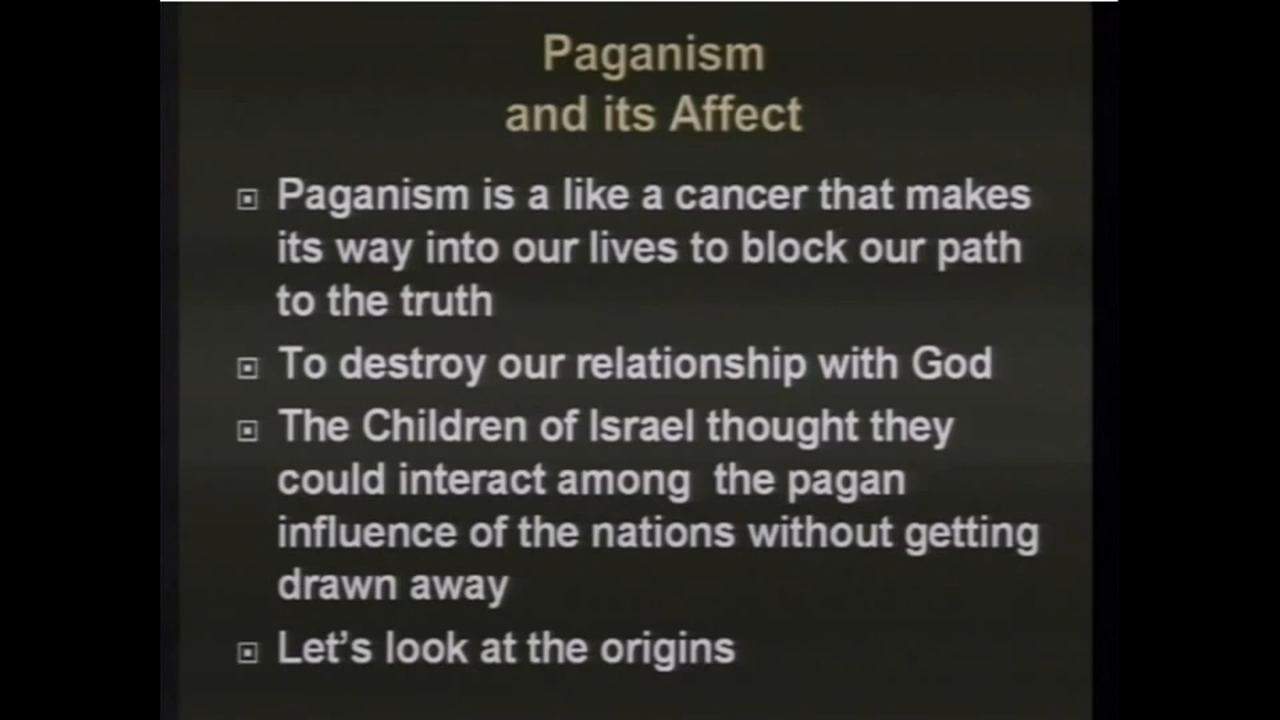 Paganism
and its Affect
Paganism is a like a cancer that makes
its way into our lives to block our path
to the truth
To destroy our relationship with God
The Children of Israel thought they
could interact among  the pagan
influence of the nations without getting
drawn away
Let’s look at the origins